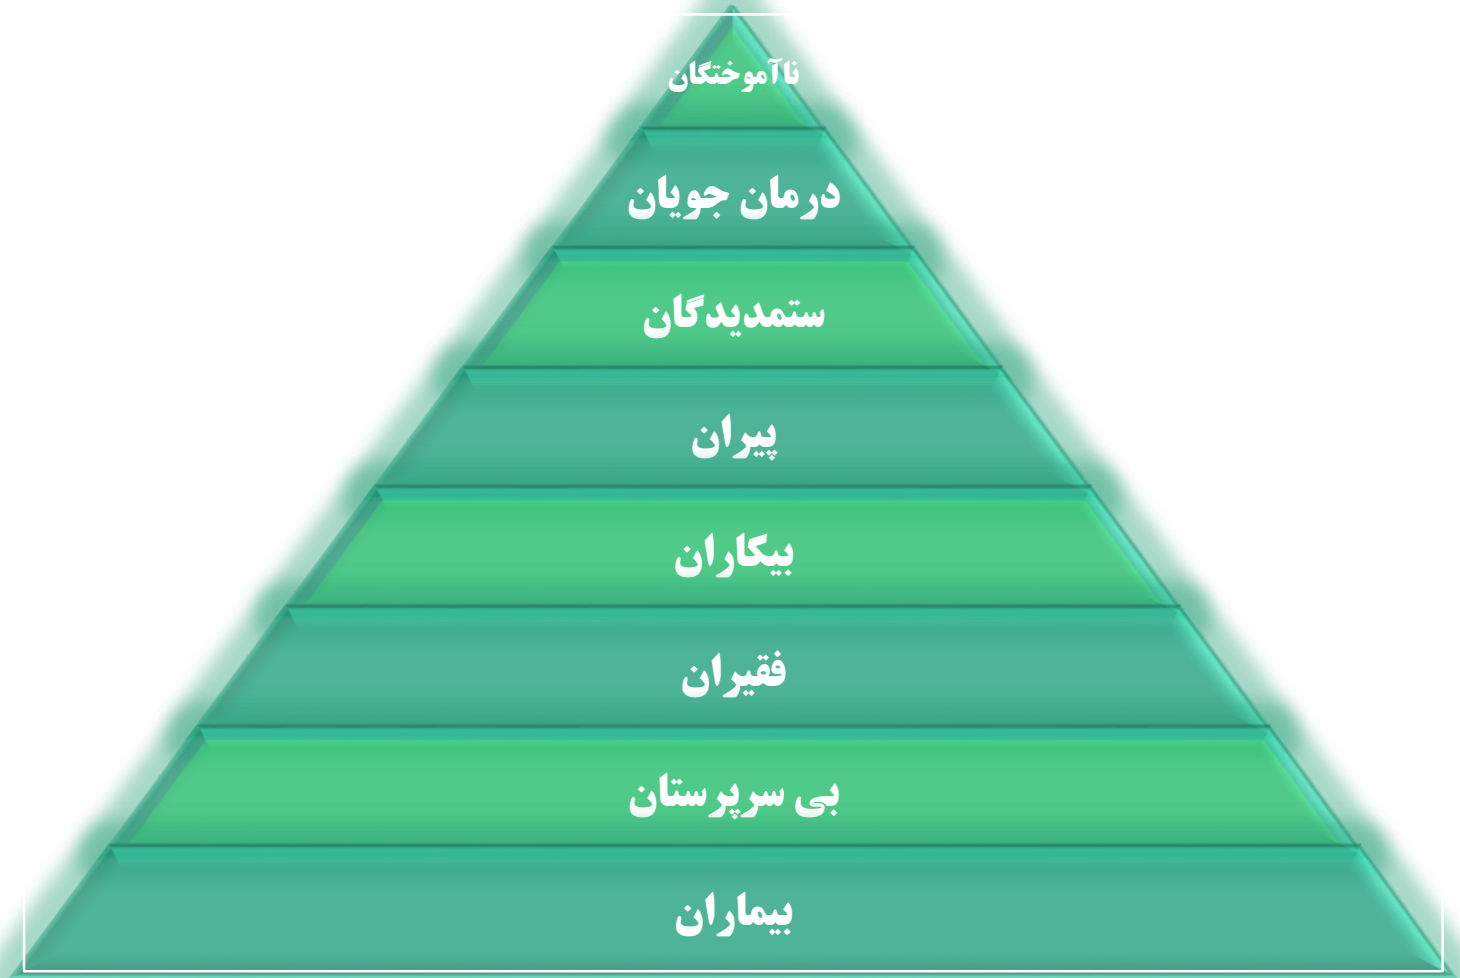 ناآموختگان
درمان جویان
ستمدیدگان
پیران
بیکاران
فقیران
بی سرپرستان
بیماران